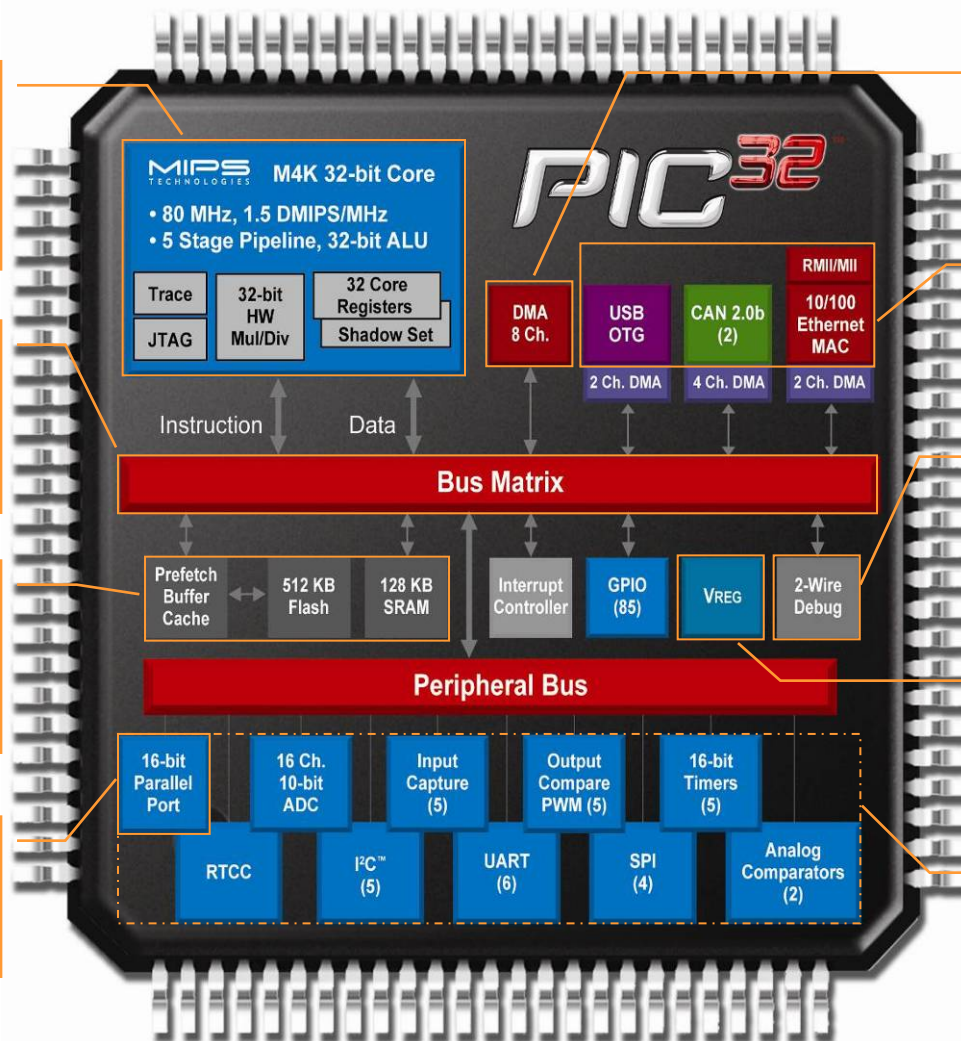 MIPS
TECHNOLOGIES
M4K 32-bit Core
• 80 MHz, 1.5 DMIPS/MHz
• 5 Stage Pipeline, 32-bit ALU
Trace
JTAG
32-bit
HW
Mul/Div
32 Core
Registers
Shadow Set
PIC32
DMA
8 Ch.
USB
OTG
CAN 2.0b
(2)
RMII/MII
10/100
Ethernet
MAC
2 Ch. DMA
4 Ch. DMA
2 Ch. DMA
Instruction
Data
Bus Matrix
Prefetch
Buffer
Cache
512 KB
Flash
128 KB
SRAM
Interrupt
Controller
GPIO
(85)
VREG
2-Wire
Debug
Peripheral Bus
16-bit
Parallel
Port
16 Ch.
10-bit
ADC
Input
Capture
(5)
Output
Compare
PWM (5)
16-bit
Timers
(5)
RTCC
I²C™
(5)
UART
(6)
SPI
(4)
Analog
Comparators
(2)